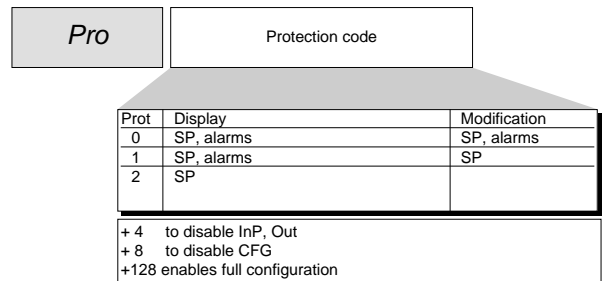 Pro
Protection code
Prot Display Modification
0 SP, alarms SP, alarms
1 SP, alarms SP
2 SP
+ 4 to disable InP, Out
+ 8 to disable CFG
+128 enables full configuration